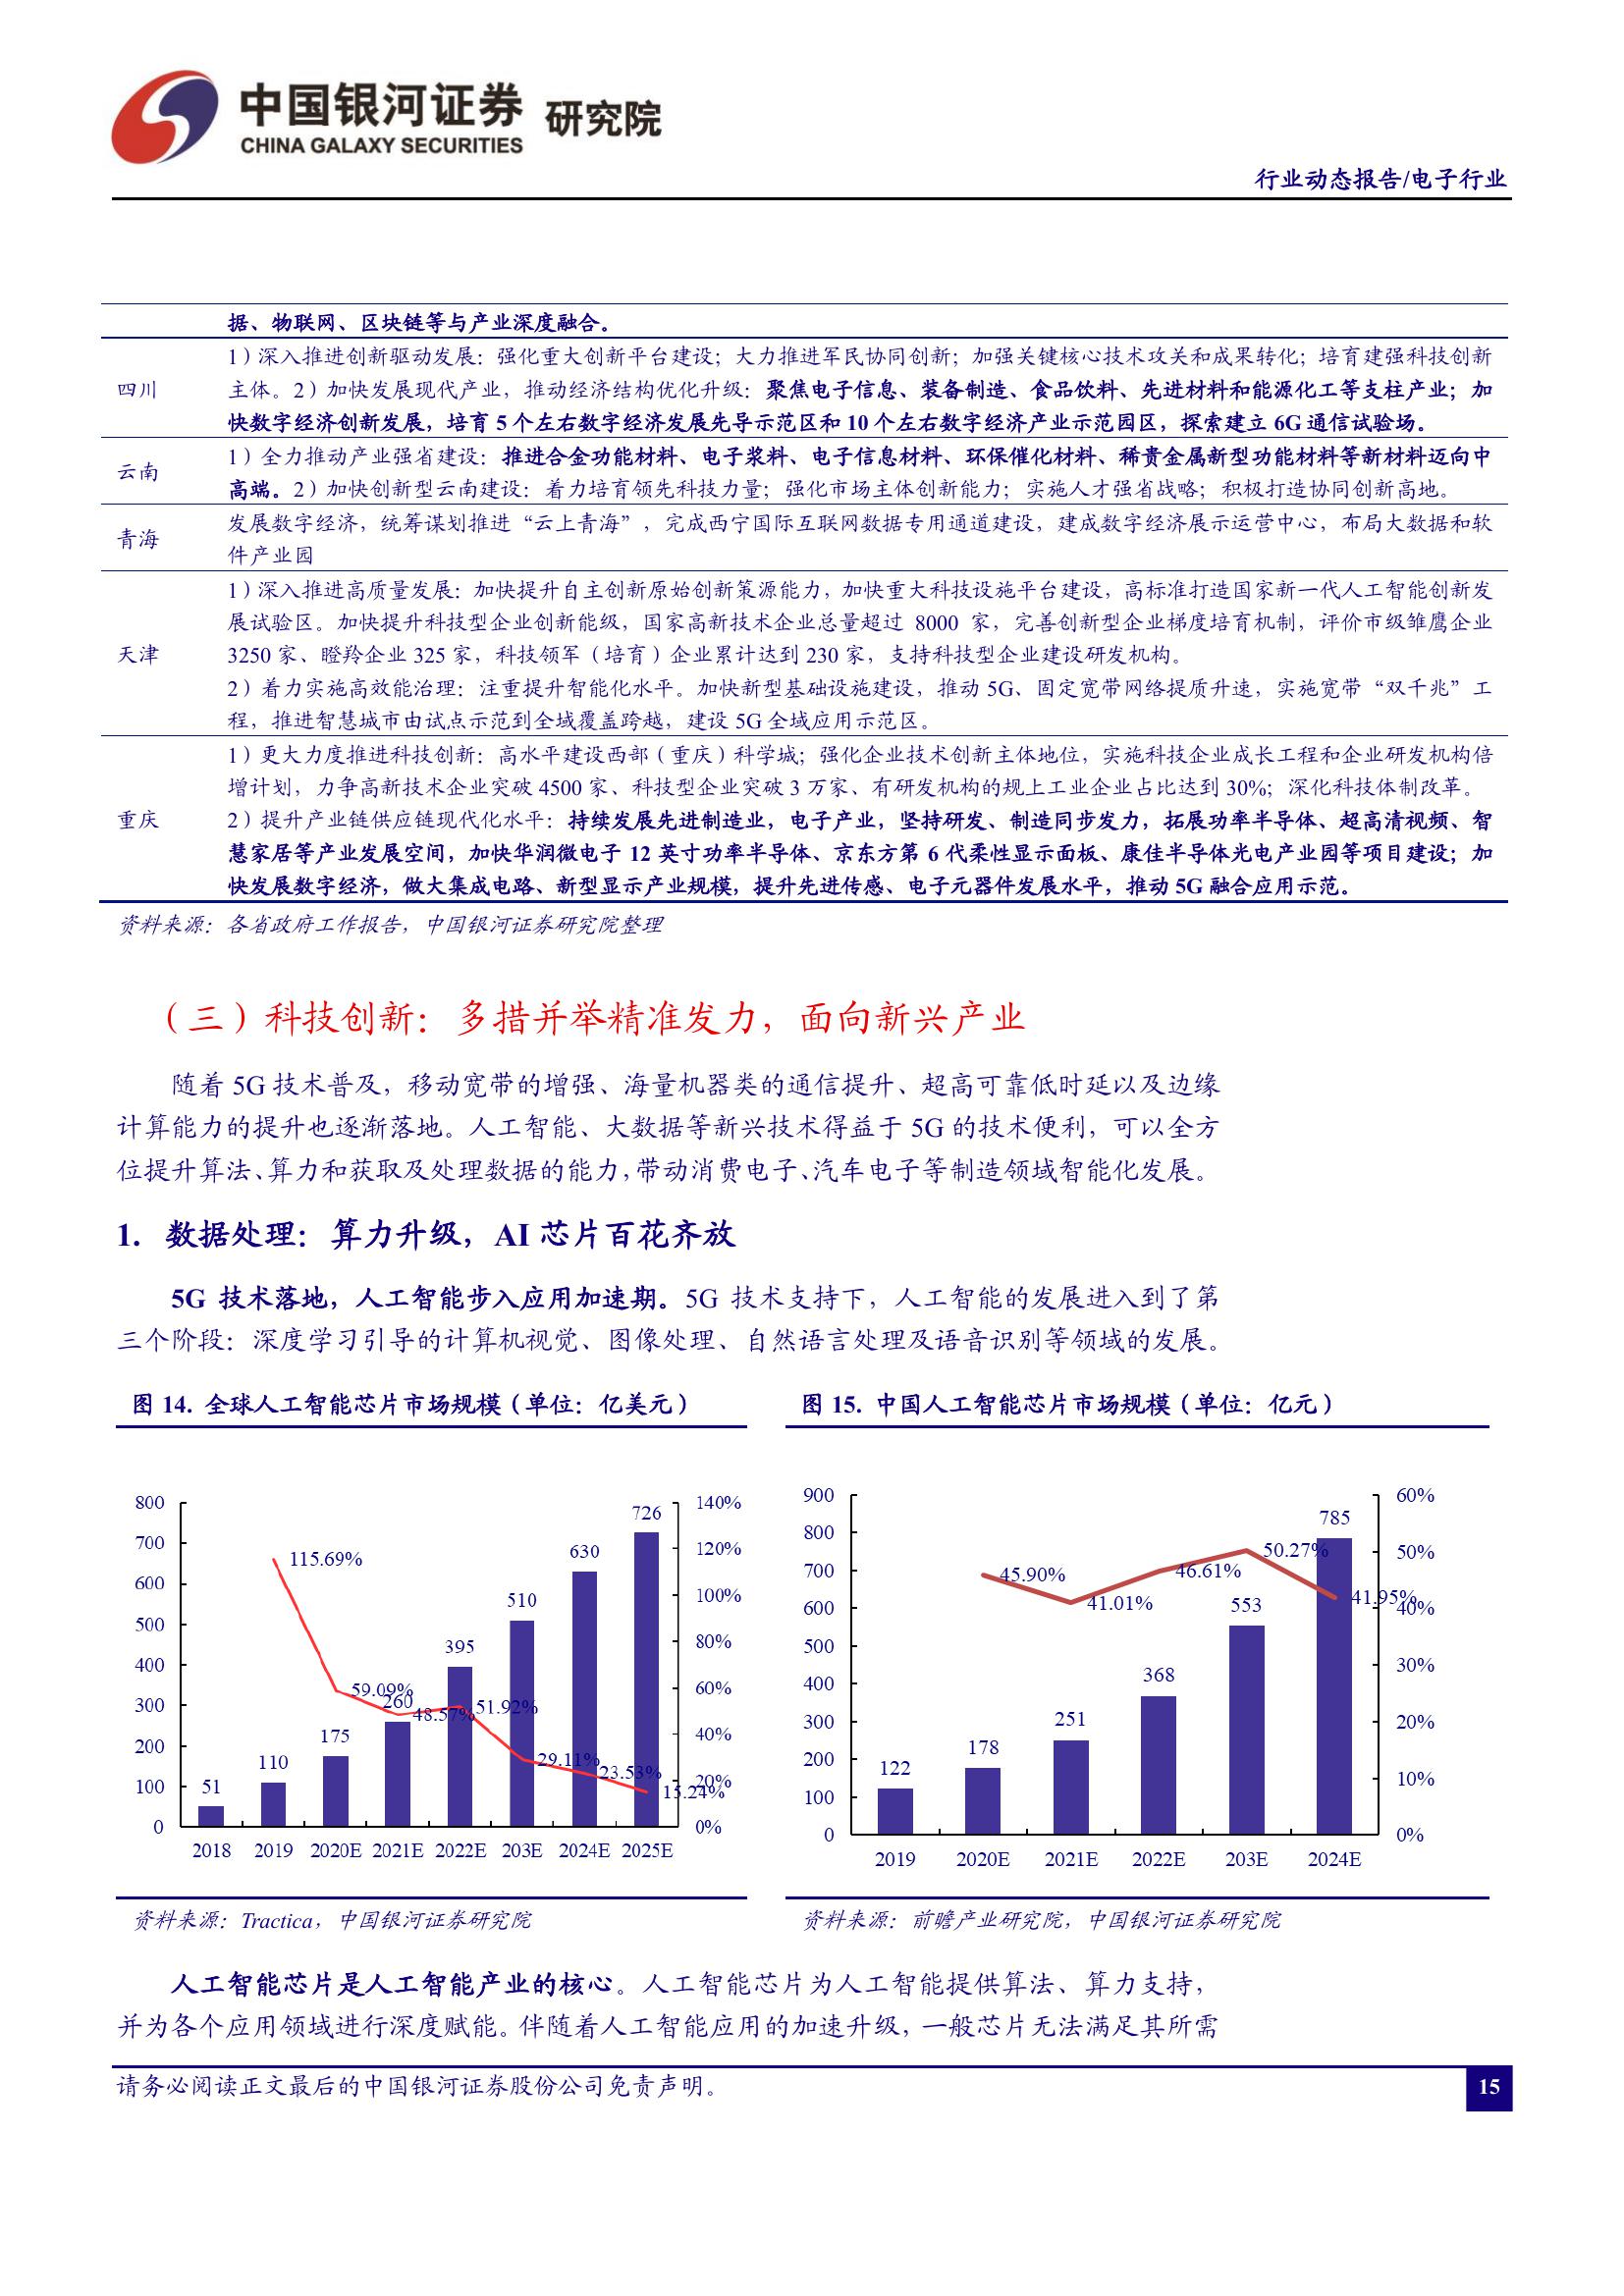 中国银河证券 研究院
CHINA GALAXY SECURITIES
行业动态报告/电子行业
据、物联网、区块链等与产业深度融合。
四川
1）深入推进创新驱动发展：强化重大创新平台建设；大力推进军民协同创新；加强关键核心技术攻关和成果转化；培育建强科技创新
主体。2）加快发展现代产业，推动经济结构优化升级：聚焦电子信息、装备制造、食品饮料、先进材料和能源化工等支柱产业；加
快数字经济创新发展，培育 5 个左右数字经济发展先导示范区和 10 个左右数字经济产业示范园区，探索建立 6G 通信试验场。
云南
1）全力推动产业强省建设：推进合金功能材料、电子浆料、电子信息材料、环保催化材料、稀贵金属新型功能材料等新材料迈向中
高端。2）加快创新型云南建设：着力培育领先科技力量；强化市场主体创新能力；实施人才强省战略；积极打造协同创新高地。
青海
发展数字经济，统筹谋划推进“云上青海”，完成西宁国际互联网数据专用通道建设，建成数字经济展示运营中心，布局大数据和软
件产业园
天津
1）深入推进高质量发展：加快提升自主创新原始创新策源能力，加快重大科技设施平台建设，高标准打造国家新一代人工智能创新发
展试验区。加快提升科技型企业创新能级，国家高新技术企业总量超过 8000 家，完善创新型企业梯度培育机制，评价市级雏鹰企业
3250 家、瞪羚企业 325 家，科技领军（培育）企业累计达到 230 家，支持科技型企业建设研发机构。
2）着力实施高效能治理：注重提升智能化水平。加快新型基础设施建设，推动 5G、固定宽带网络提质升速，实施宽带“双千兆”工
程，推进智慧城市由试点示范到全域覆盖跨越，建设 5G 全域应用示范区。
重庆
1）更大力度推进科技创新：高水平建设西部（重庆）科学城；强化企业技术创新主体地位，实施科技企业成长工程和企业研发机构倍
增计划，力争高新技术企业突破 4500 家、科技型企业突破 3 万家、有研发机构的规上工业企业占比达到 30%；深化科技体制改革。
2）提升产业链供应链现代化水平：持续发展先进制造业，电子产业，坚持研发、制造同步发力，拓展功率半导体、超高清视频、智
慧家居等产业发展空间，加快华润微电子 12 英寸功率半导体、京东方第 6 代柔性显示面板、康佳半导体光电产业园等项目建设；加
快发展数字经济，做大集成电路、新型显示产业规模，提升先进传感、电子元器件发展水平，推动 5G 融合应用示范。
资料来源：各省政府工作报告，中国银河证券研究院整理
（三）科技创新：多措并举精准发力，面向新兴产业
随着 5G 技术普及，移动宽带的增强、海量机器类的通信提升、超高可靠低时延以及边缘
计算能力的提升也逐渐落地。人工智能、大数据等新兴技术得益于 5G 的技术便利，可以全方
位提升算法、算力和获取及处理数据的能力，带动消费电子、汽车电子等制造领域智能化发展。
1. 数据处理：算力升级，AI 芯片百花齐放
5G 技术落地，人工智能步入应用加速期。5G 技术支持下，人工智能的发展进入到了第
三个阶段：深度学习引导的计算机视觉、图像处理、自然语言处理及语音识别等领域的发展。
图 14. 全球人工智能芯片市场规模（单位：亿美元）
800
700
600
500
400
300
200
100
0
140%
120%
100%
80%
60%
40%
20%
0%
51
110
175
260
395
510
630
726
115.69%
59.09%
48.57%
51.92%
29.11%
23.53%
15.24%
2018 2019 2020E 2021E 2022E 203E 2024E 2025E
资料来源：Tractica，中国银河证券研究院
图 15. 中国人工智能芯片市场规模（单位：亿元）
900
800
700
600
500
400
300
200
100
0
60%
50%
40%
30%
20%
10%
0%
122
178
251
368
553
785
45.90%
41.01%
46.61%
50.27%
41.95%
2019 2020E 2021E 2022E 203E 2024E
资料来源：前瞻产业研究院，中国银河证券研究院
人工智能芯片是人工智能产业的核心。人工智能芯片为人工智能提供算法、算力支持，
并为各个应用领域进行深度赋能。伴随着人工智能应用的加速升级，一般芯片无法满足其所需
请务必阅读正文最后的中国银河证券股份公司免责声明。
15